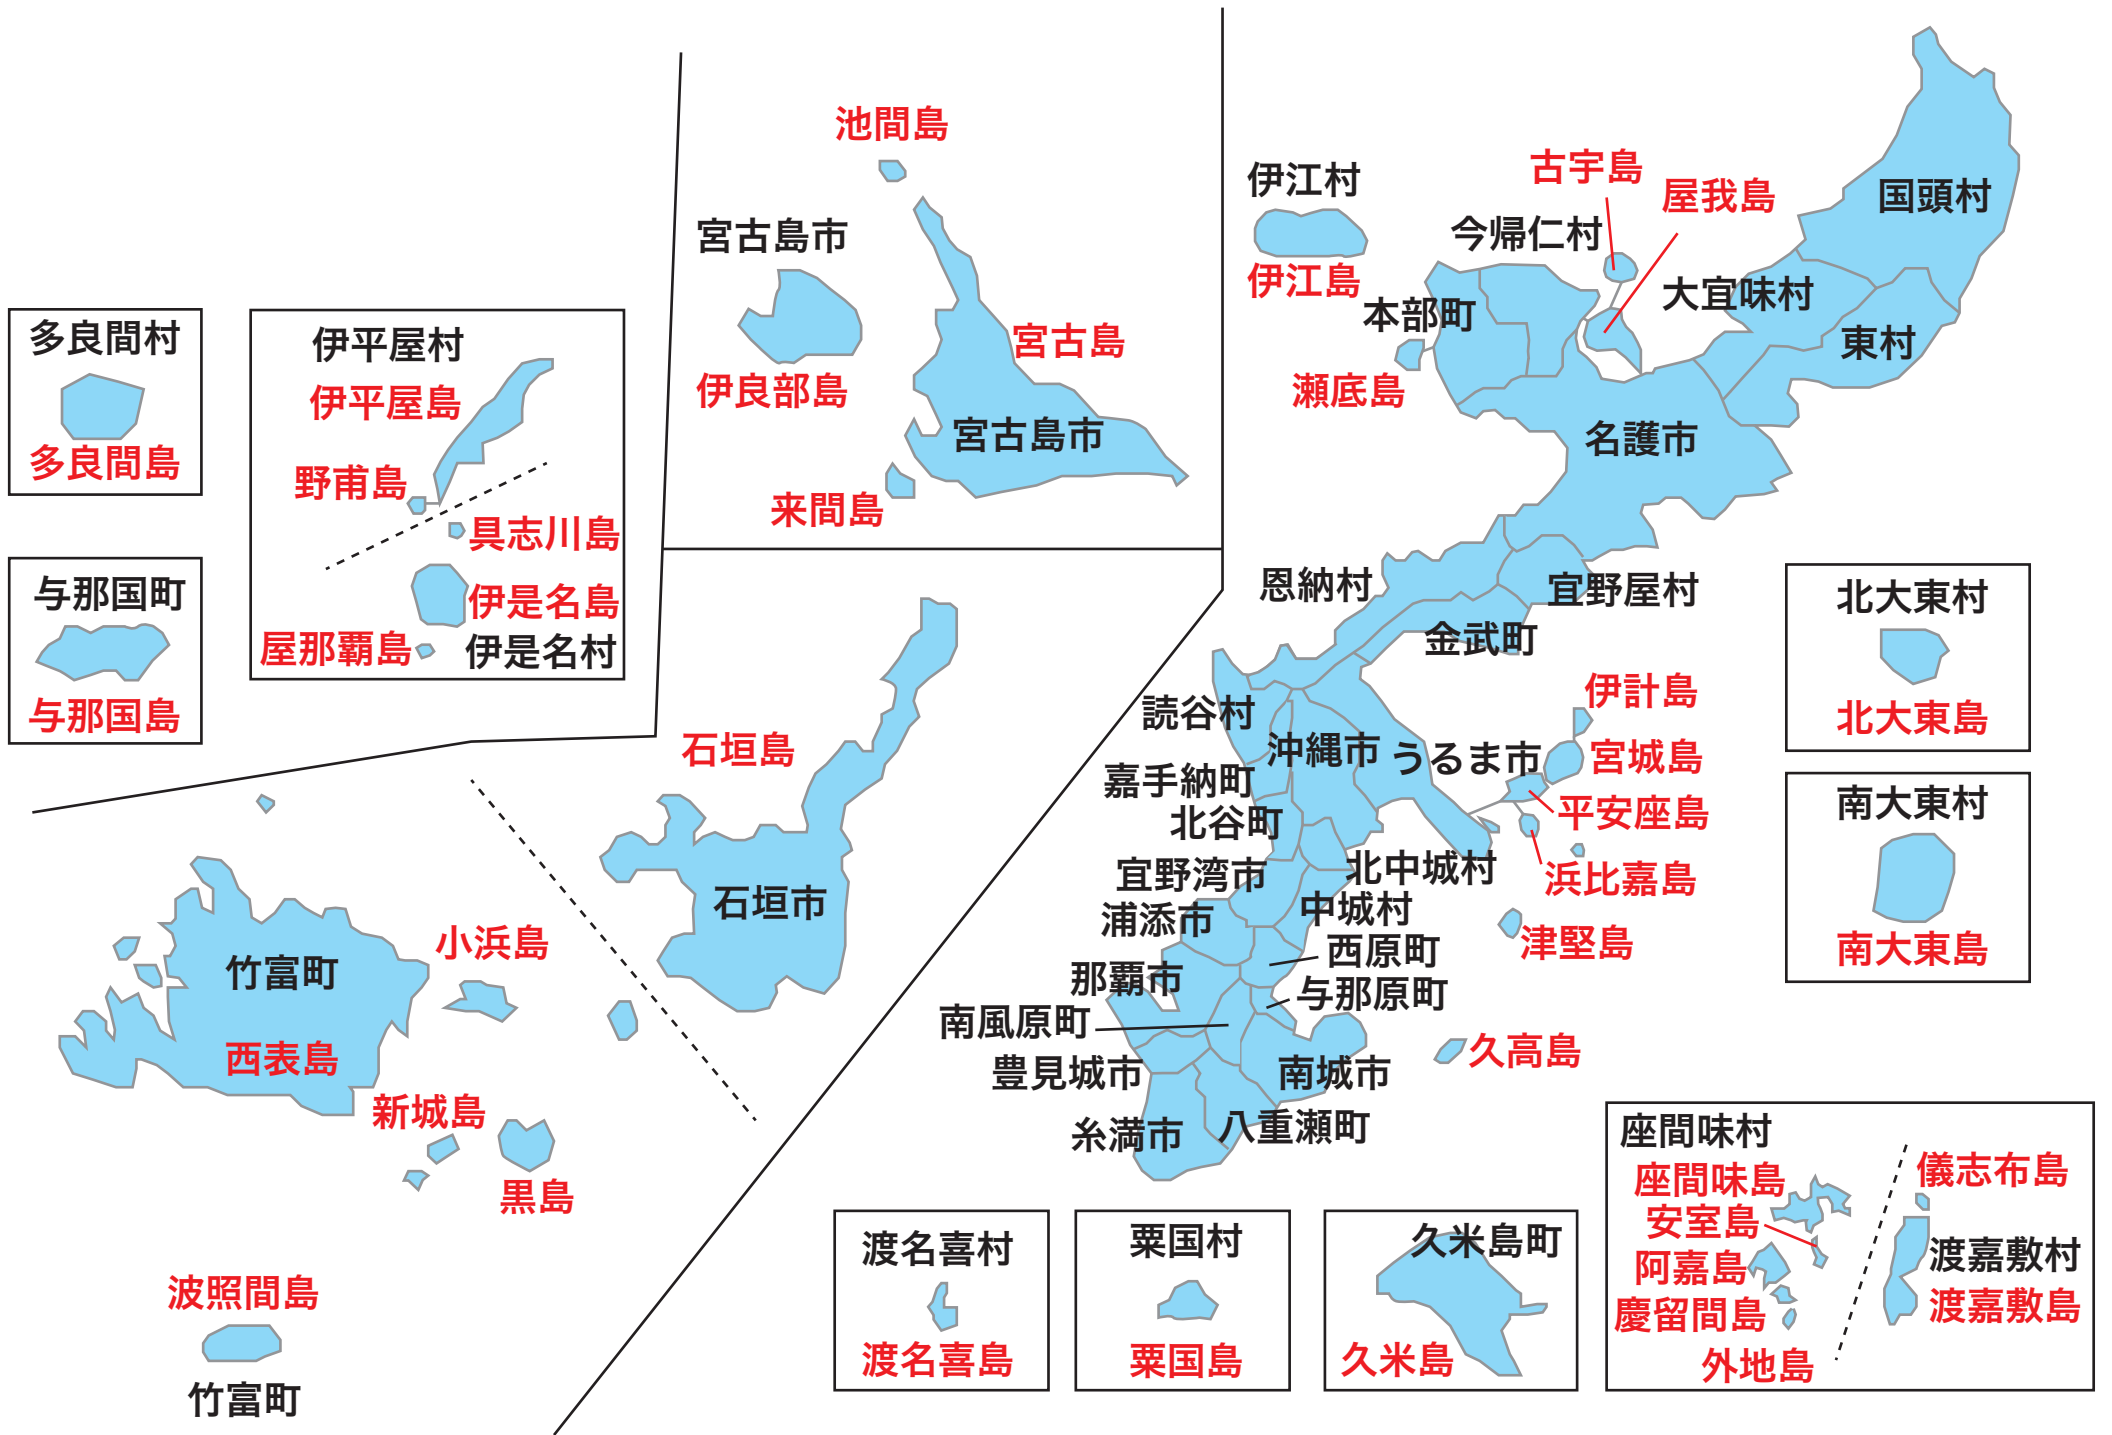 池間島
宮古島市
伊良部島
宮古島
宮古島市
来間島
伊江村
伊江島
古宇島
屋我島
今帰仁村
本部町
瀬底島
大宜味村
国頭村
東村
名護市
多良間村
多良間島
伊平屋村
伊平屋島
野甫島
具志川島
伊是名島
屋那覇島
伊是名村
与那国町
与那国島
恩納村
宜野屋村
金武町
読谷村
沖縄市
うるま市
伊計島
宮城島
平安座島
浜比嘉島
嘉手納町
北谷町
宜野湾市
北中城村
浦添市
中城村
西原町
那覇市
与那原町
南風原町
豊見城市
南城市
糸満市
八重瀬町
津堅島
久高島
北大東村
北大東島
南大東村
南大東島
石垣島
石垣市
竹富町
西表島
小浜島
新城島
黒島
波照間島
竹富町
渡名喜村
渡名喜島
粟国村
粟国島
久米島町
久米島
座間味村
座間味島
安室島
阿嘉島
慶留間島
外地島
儀志布島
渡嘉敷村
渡嘉敷島